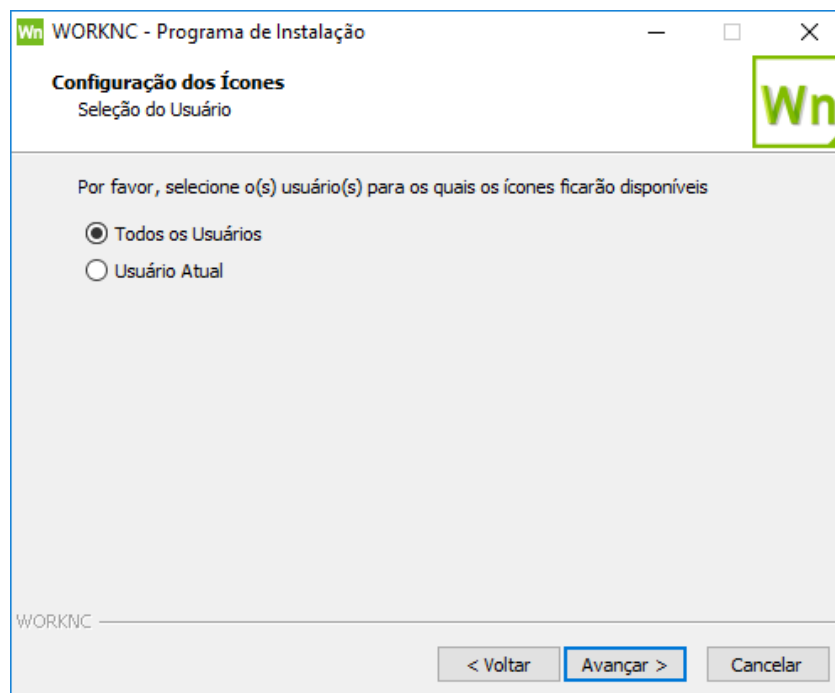 Wn WORKNC - Programa de Instalação
Configuração dos Ícones
Seleção do Usuário
Wn
Por favor, selecione o(s) usuário(s) para os quais os ícones ficarão disponíveis
Todos os Usuários
Usuário Atual
WORKNC
< Voltar
Avançar >
Cancelar